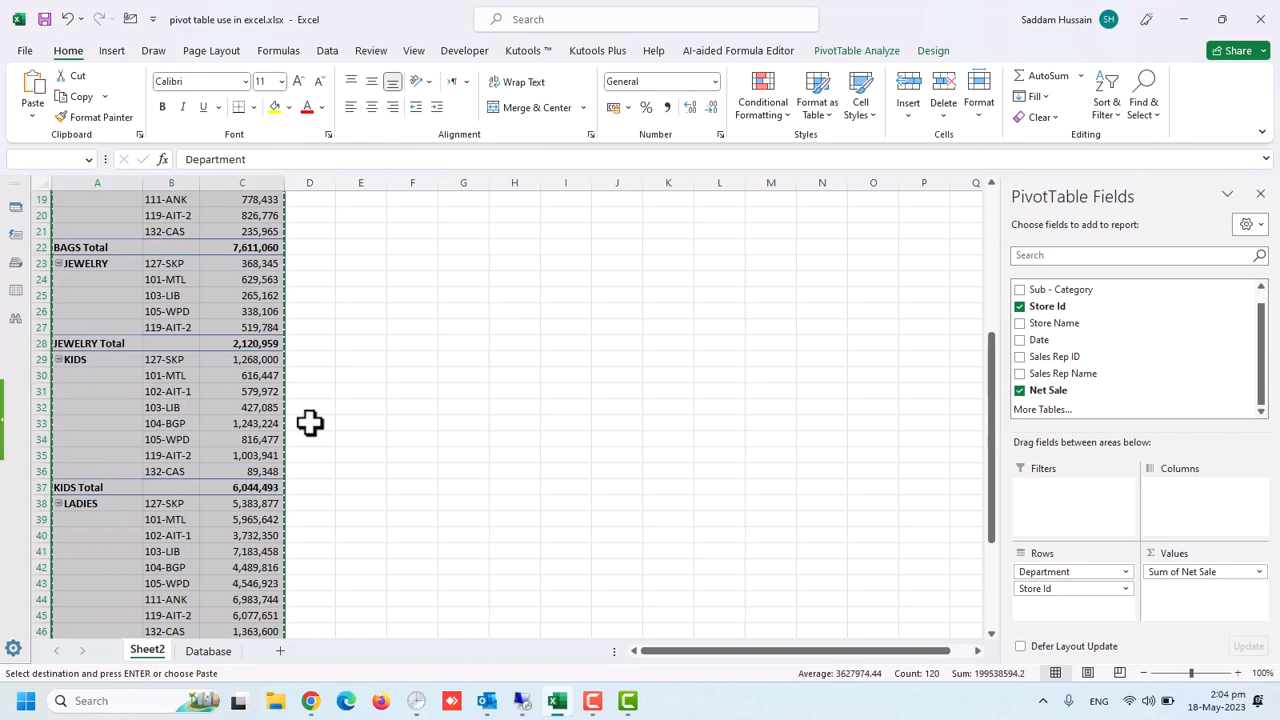 pivot table use in excel.xlsx - Excel
Search
Saddam Hussain SH
File Home Insert Draw Page Layout Formulas Data Review View Developer Kutools ™ Kutools Plus Help AI-aided Formula Editor PivotTable Analyze Design Share
Paste
Cut
Copy
Format Painter
Clipboard
Calibri 11
B I U
Font
Wrap Text
Merge & Center
Alignment
General
Number
Conditional Formatting
Format as Table
Cell Styles
Styles
Insert
Delete
Format
Cells
AutoSum
Fill
Clear
Sort & Filter
Find & Select
Editing
fx Department
A B C D E F G H I J K L M N O P Q
19 111-ANK 778,433
20 119-AIT-2 826,776
21 132-CAS 235,965
22 BAGS Total 7,611,060
23 JEWELRY 127-SKP 368,345
24 101-MTL 629,563
25 103-LIB 265,162
26 105-WPD 338,106
27 119-AIT-2 519,784
28 JEWELRY Total 2,120,959
29 KIDS 127-SKP 1,268,000
30 101-MTL 616,447
31 102-AIT-1 579,972
32 103-LIB 427,085
33 104-BGP 1,243,224
34 105-WPD 816,477
35 119-AIT-2 1,003,941
36 132-CAS 89,348
37 KIDS Total 6,044,493
38 LADIES 127-SKP 5,383,877
39 101-MTL 5,965,642
40 102-AIT-1 3,732,350
41 103-LIB 7,183,458
42 104-BGP 4,489,816
43 105-WPD 4,546,923
44 111-ANK 6,983,744
45 119-AIT-2 6,077,651
46 132-CAS 1,363,600
PivotTable Fields
Choose fields to add to report:
Search
Sub - Category
Store Id
Store Name
Date
Sales Rep ID
Sales Rep Name
Net Sale
More Tables...
Drag fields between areas below:
Filters
Columns
Rows
Department
Store Id
Values
Sum of Net Sale
Defer Layout Update Update
Sheet2 Database
Select destination and press ENTER or choose Paste Average: 3627974.44 Count: 120 Sum: 199538594.2 100%
Search
ENG
2:04 pm
18-May-2023